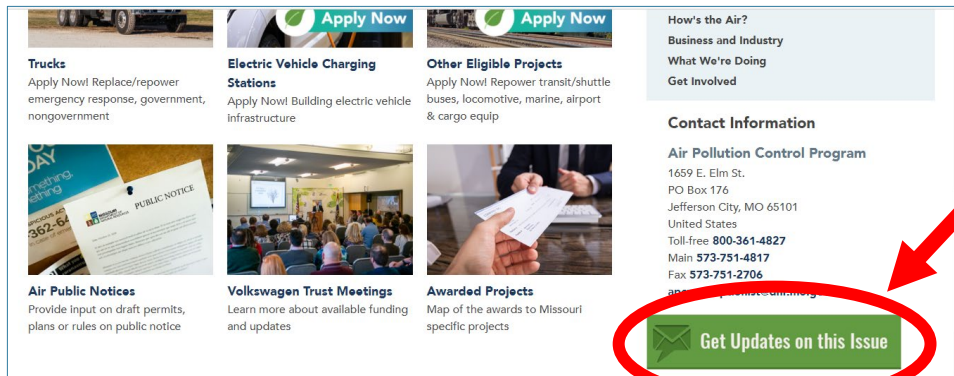 Apply Now
Apply Now
Trucks
Apply Now! Replace/repower
emergency response, government,
nongovernment
Electric Vehicle Charging
Stations
Apply Now! Building electric vehicle
infrastructure
Other Eligible Projects
Apply Now! Repower transit/shuttle
buses, locomotive, marine, airport
& cargo equip
PUBLIC NOTICE
MISSOURI
Air Public Notices
Provide input on draft permits,
plans or rules on public notice
Volkswagen Trust Meetings
Learn more about available funding
and updates
Awarded Projects
Map of the awards to Missouri
specific projects
How's the Air?
Business and Industry
What We're Doing
Get Involved
Contact Information
Air Pollution Control Program
1659 E. Elm St.
PO Box 176
Jefferson City, MO 65101
United States
Toll-free 800-361-4827
Main 573-751-4817
Fax 573-751-2706
Get Updates on this Issue